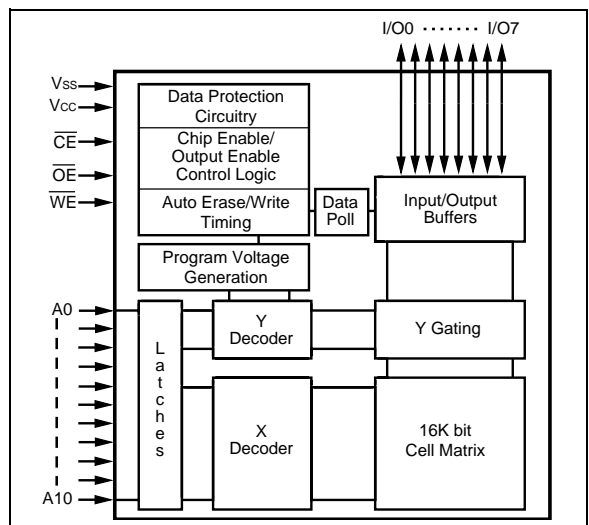 I/O0 ········ I/O7
Vss
Vcc
CE
OE
WE
Data Protection
Circuitry
Chip Enable/
Output Enable
Control Logic
Auto Erase/Write
Timing
Data
Poll
Input/Output
Buffers
Program Voltage
Generation
A0
A10
L
a
t
c
h
e
s
Y
Decoder
Y Gating
X
Decoder
16K bit
Cell Matrix